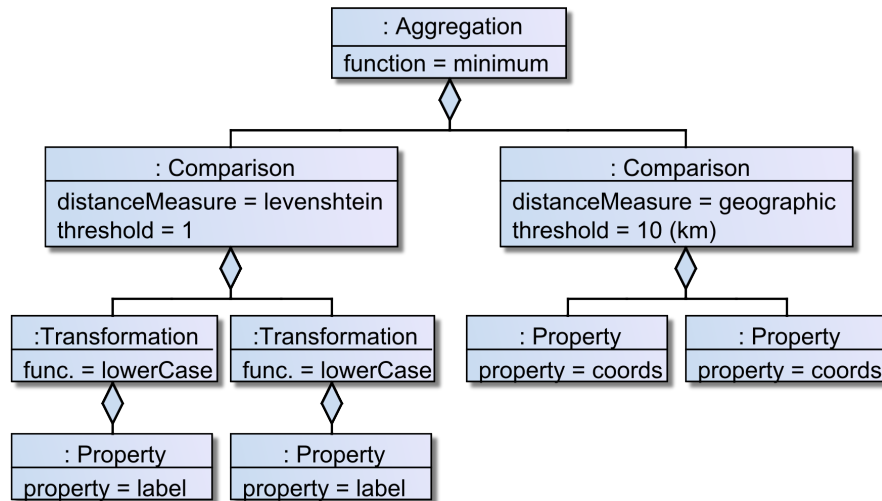 : Aggregation
function = minimum
: Comparison
distanceMeasure = levenshtein
threshold = 1
: Comparison
distanceMeasure = geographic
threshold = 10 (km)
:Transformation
func. = lowerCase
:Transformation
func. = lowerCase
: Property
property = coords
: Property
property = coords
: Property
property = label
: Property
property = label